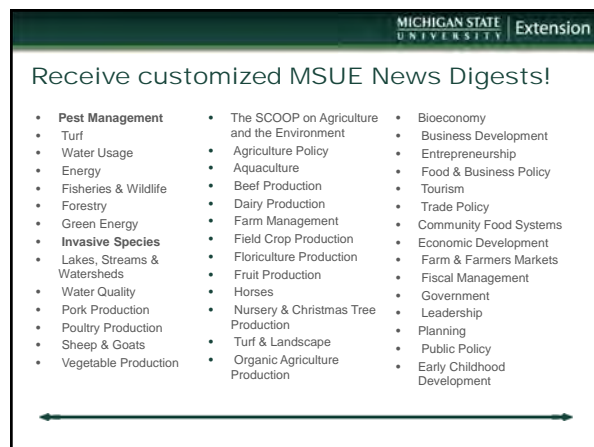 MICHIGAN STATE
UNIVERSITY
Extension
Receive customized MSUE News Digests!
• Pest Management
• Turf
• Water Usage
• Energy
• Fisheries & Wildlife
• Forestry
• Green Energy
• Invasive Species
• Lakes, Streams &
Watersheds
• Water Quality
• Pork Production
• Poultry Production
• Sheep & Goats
• Vegetable Production
• The SCOOP on Agriculture
and the Environment
• Agriculture Policy
• Aquaculture
• Beef Production
• Dairy Production
• Farm Management
• Field Crop Production
• Floriculture Production
• Fruit Production
• Horses
• Nursery & Christmas Tree
Production
• Turf & Landscape
• Organic Agriculture
Production
• Bioeconomy
• Business Development
• Entrepreneurship
• Food & Business Policy
• Tourism
• Trade Policy
• Community Food Systems
• Economic Development
• Farm & Farmers Markets
• Fiscal Management
• Government
• Leadership
• Planning
• Public Policy
• Early Childhood
Development